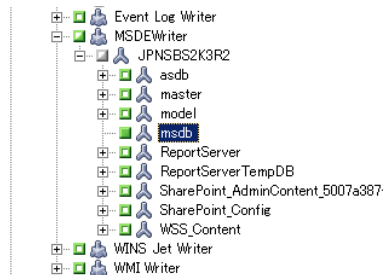 Event Log Writer
MSDEWriter
JPNSBS2K3R2
asdb
master
model
msdb
ReportServer
ReportServerTempDB
SharePoint_AdminContent_5007a387-
SharePoint_Config
WSS_Content
WINS Jet Writer
WMI Writer